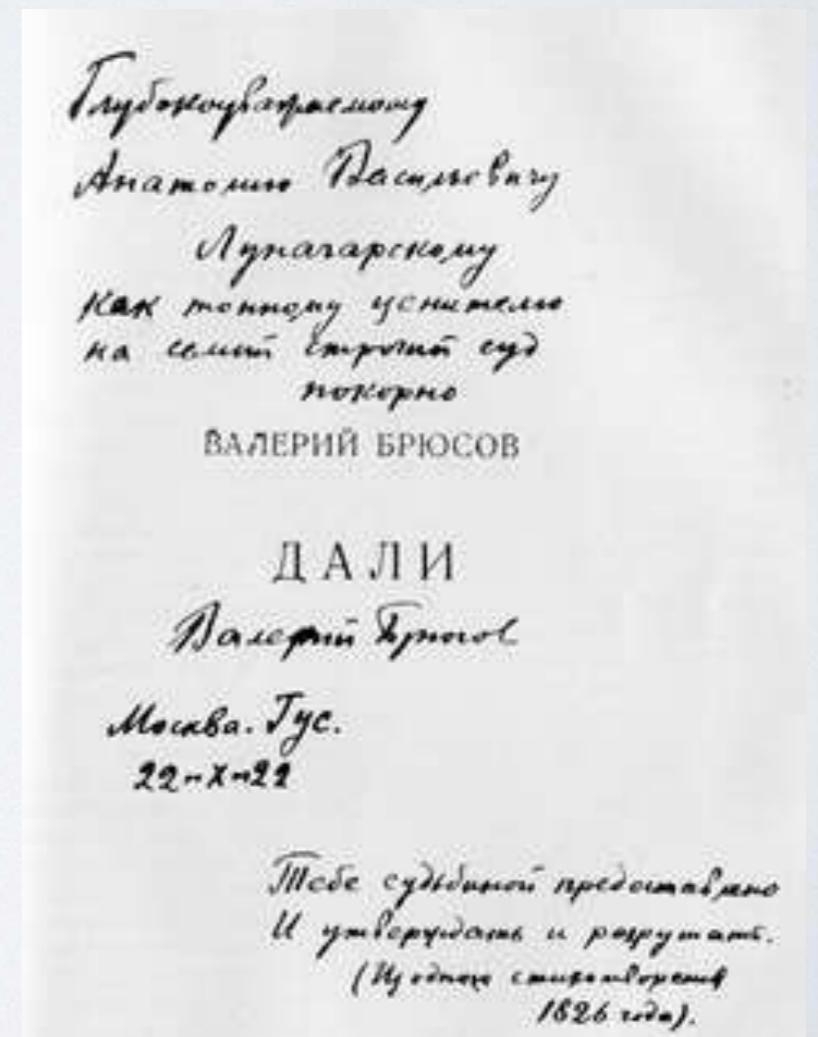 Глубокоуважаемому
Анатолию Васильевичу
Луначарскому
как тонкому ценителю
на самый строгий суд
покорно
ВАЛЕРИЙ БРЮСОВ
ДАЛИ
Валерий Брюсов
Москва. Гус.
22-X-22
Тебе судьбиной предоставлено
И утверждать и разрушать.
(Из одного стихотворения
1826 года).